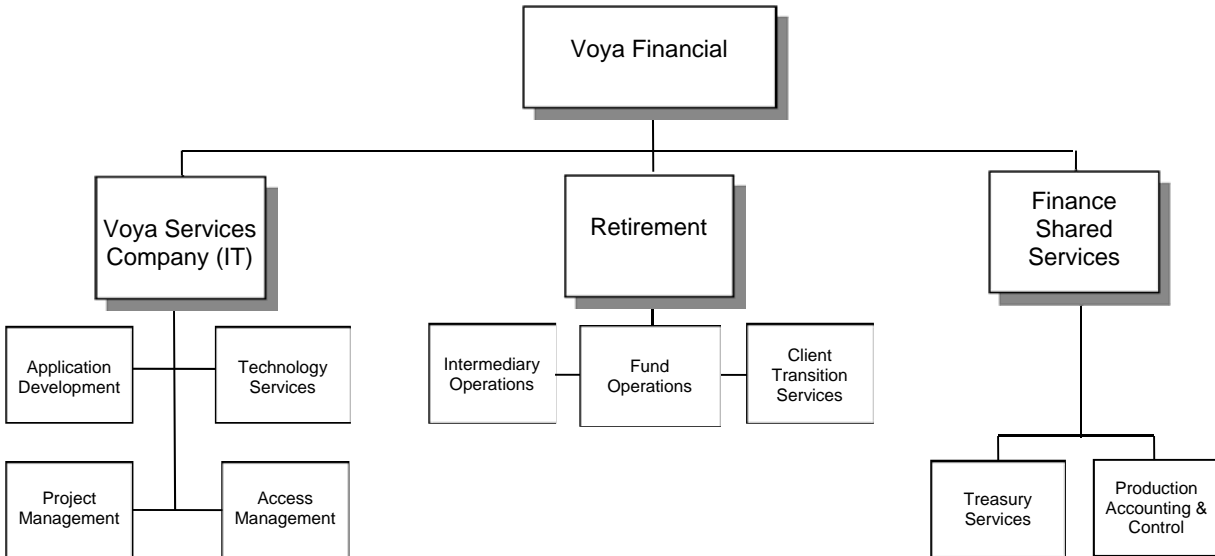 Voya Financial
Voya Services
Company (IT)
Retirement
Finance
Shared
Services
Application
Development
Technology
Services
Intermediary
Operations
Fund
Operations
Client
Transition
Services
Project
Management
Access
Management
Treasury
Services
Production
Accounting &
Control